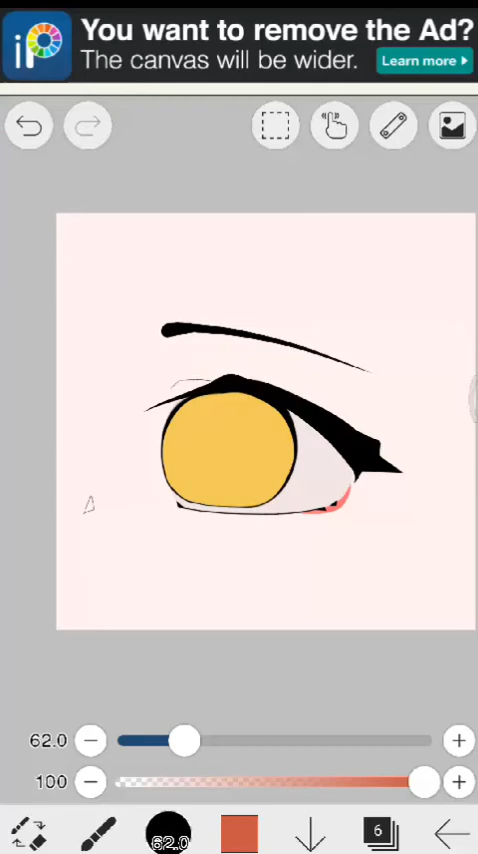 iP
You want to remove the Ad?
The canvas will be wider.
Learn more
62.0
100
62.0
6